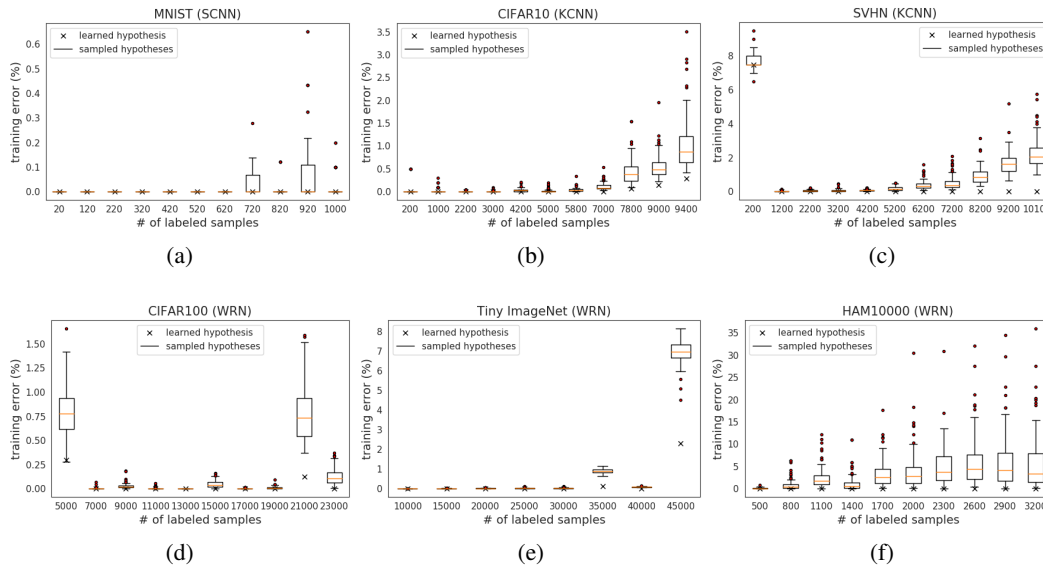 MNIST (SCNN)
training error (%)
0.6
0.5
0.4
0.3
0.2
0.1
0.0
learned hypothesis
sampled hypotheses
20 120 220 320 420 520 620 720 820 920 1000
# of labeled samples
(a)
CIFAR10 (KCNN)
training error (%)
3.5
3.0
2.5
2.0
1.5
1.0
0.5
0.0
learned hypothesis
sampled hypotheses
200 1000 2200 3000 4200 5000 5800 7000 7800 9000 9400
# of labeled samples
(b)
SVHN (KCNN)
training error (%)
8
6
4
2
0
learned hypothesis
sampled hypotheses
200 1200 2200 3200 4200 5200 6200 7200 8200 9200 1010
# of labeled samples
(c)
CIFAR100 (WRN)
training error (%)
1.50
1.25
1.00
0.75
0.50
0.25
0.00
learned hypothesis
sampled hypotheses
5000 7000 9000 11000 13000 15000 17000 19000 21000 23000
# of labeled samples
(d)
Tiny ImageNet (WRN)
training error (%)
8
7
6
5
4
3
2
1
0
learned hypothesis
sampled hypotheses
10000 15000 20000 25000 30000 35000 40000 45000
# of labeled samples
(e)
HAM10000 (WRN)
training error (%)
35
30
25
20
15
10
5
0
learned hypothesis
sampled hypotheses
500 800 1100 1400 1700 2000 2300 2600 2900 3200
# of labeled samples
(f)